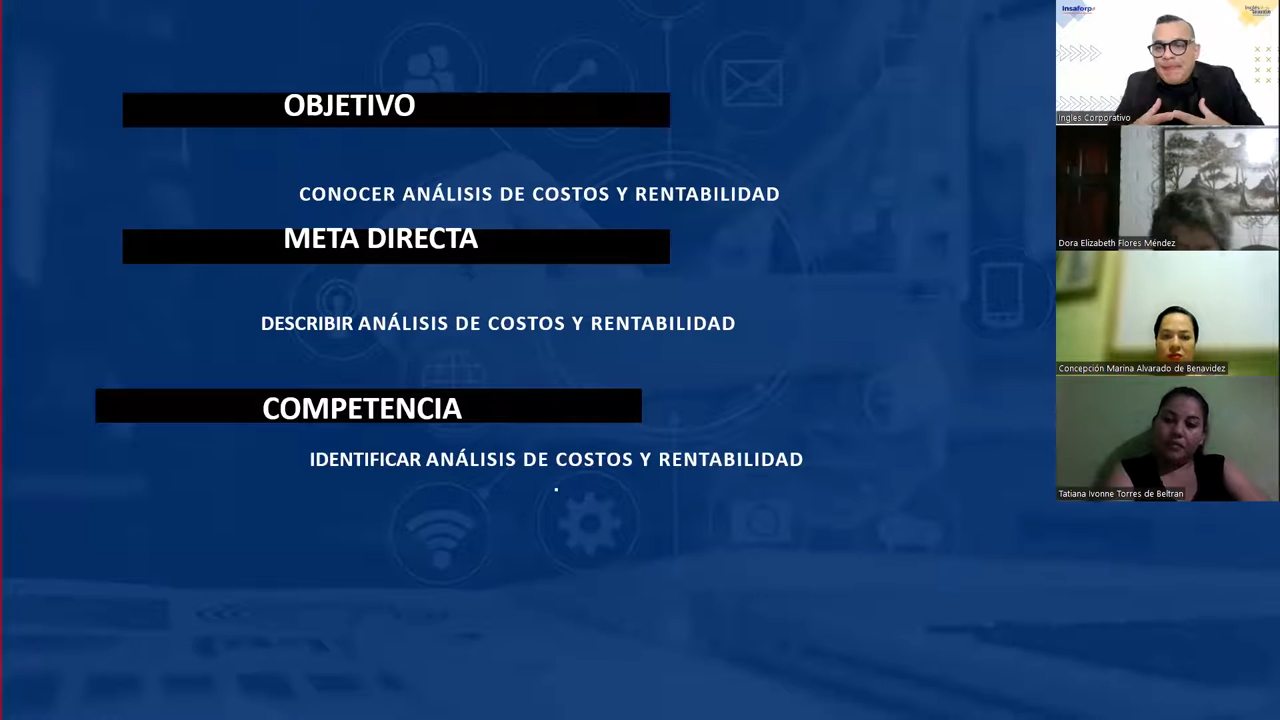 OBJETIVO
CONOCER ANÁLISIS DE COSTOS Y RENTABILIDAD
META DIRECTA
DESCRIBIR ANÁLISIS DE COSTOS Y RENTABILIDAD
COMPETENCIA
IDENTIFICAR ANÁLISIS DE COSTOS Y RENTABILIDAD
.
Insaforp
Ingles Corporativo
Dora Elizabeth Flores Méndez
Concepción Marina Alvarado de Benavidez
Tatiana Ivonne Torres de Beltran